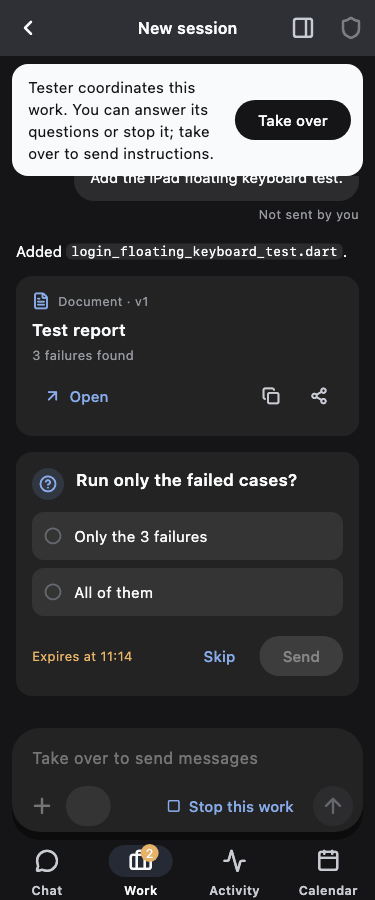 New session
Tester coordinates this
work. You can answer its
questions or stop it; take
over to send instructions.
Take over
Add the iPad floating keyboard test.
Not sent by you
Added login_floating_keyboard_test.dart.
Document · v1
Test report
3 failures found
Open
Run only the failed cases?
Only the 3 failures
All of them
Expires at 11:14
Skip
Send
Take over to send messages
Stop this work
2
Chat
Work
Activity
Calendar